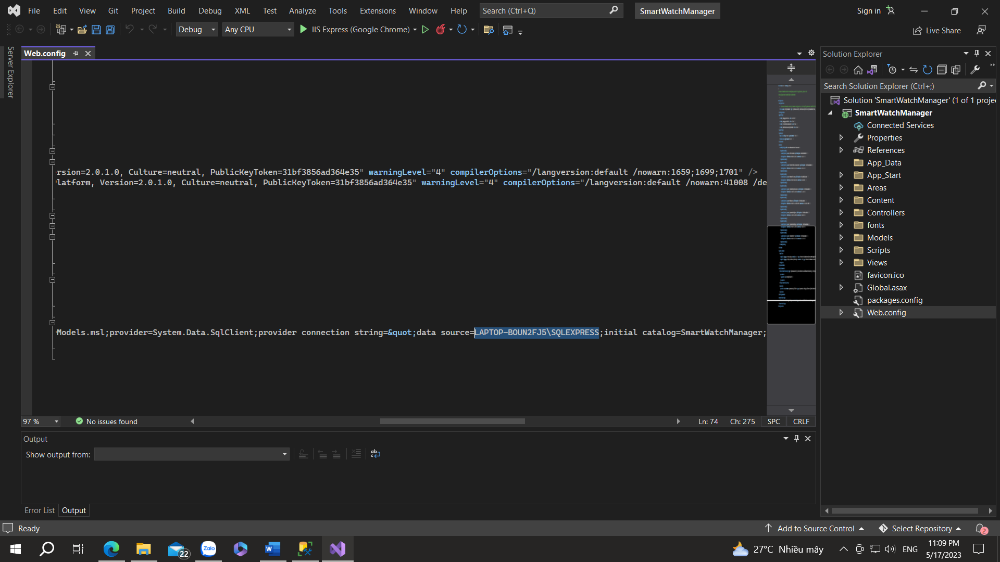 File Edit View Git Project Build Debug XML Test Analyze Tools Extensions Window Help Search (Ctrl+Q) SmartWatchManager Sign in
Debug Any CPU IIS Express (Google Chrome) Live Share
Server Explorer
Web.config
ersion=2.0.1.0, Culture=neutral, PublicKeyToken=31bf3856ad364e35" warningLevel="4" compilerOptions="/langversion:default /nowarn:1659;1699;1701" />
Platform, Version=2.0.1.0, Culture=neutral, PublicKeyToken=31bf3856ad364e35" warningLevel="4" compilerOptions="/langversion:default /nowarn:41008 /de
Models.msl;provider=System.Data.SqlClient;provider connection string=&quot;data source=LAPTOP-BOUN2FJ5\SQLEXPRESS;initial catalog=SmartWatchManager;
97 % No issues found Ln: 74 Ch: 275 SPC CRLF
Output
Show output from:
Error List Output
Solution Explorer
Search Solution Explorer (Ctrl+;)
Solution 'SmartWatchManager' (1 of 1 proje
SmartWatchManager
Connected Services
Properties
References
App_Data
App_Start
Areas
Content
Controllers
fonts
Models
Scripts
Views
favicon.ico
Global.asax
packages.config
Web.config
Ready Add to Source Control Select Repository 2
22 Zalo 27°C Nhiều mây ENG 11:09 PM
5/17/2023